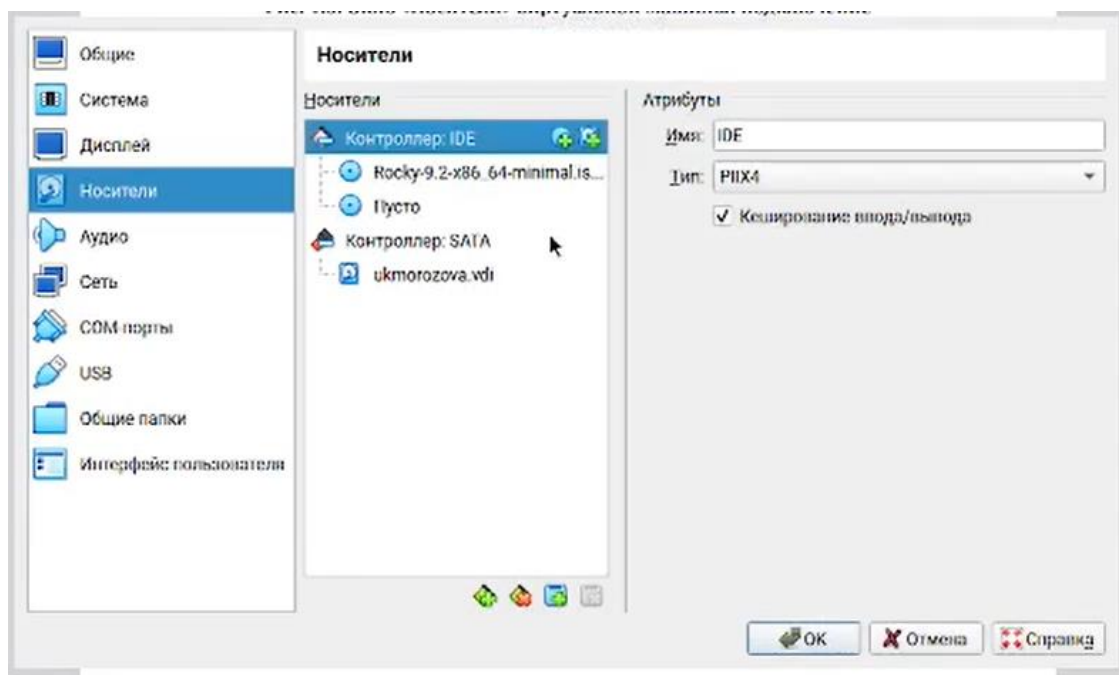 Общие
Система
Дисплей
Носители
Аудио
Сеть
COM-порты
USB
Общие папки
Интерфейс пользователя
Носители
Носители
Контроллер: IDE
Rocky-9.2-x86_64-minimal.is...
Пусто
Контроллер: SATA
ukmorozova.vdi
Атрибуты
Имя: IDE
Тип: PIIX4
Кеширование ввода/вывода
OK
Отмена
Справка